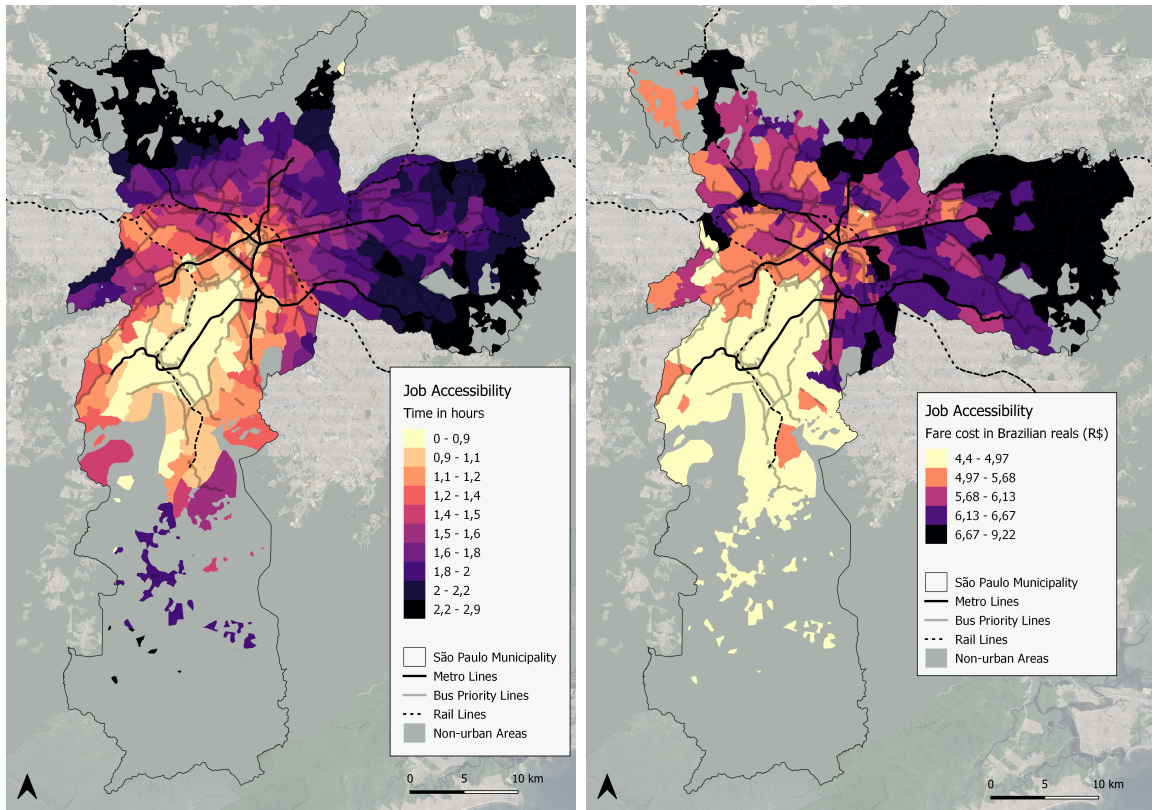 Job Accessibility
Time in hours
0 - 0,9
0,9 - 1,1
1,1 - 1,2
1,2 - 1,4
1,4 - 1,5
1,5 - 1,6
1,6 - 1,8
1,8 - 2
2 - 2,2
2,2 - 2,9
São Paulo Municipality
Metro Lines
Bus Priority Lines
Rail Lines
Non-urban Areas
0 5 10 km
Job Accessibility
Fare cost in Brazilian reals (R$)
4,4 - 4,97
4,97 - 5,68
5,68 - 6,13
6,13 - 6,67
6,67 - 9,22
São Paulo Municipality
Metro Lines
Bus Priority Lines
Rail Lines
Non-urban Areas
0 5 10 km